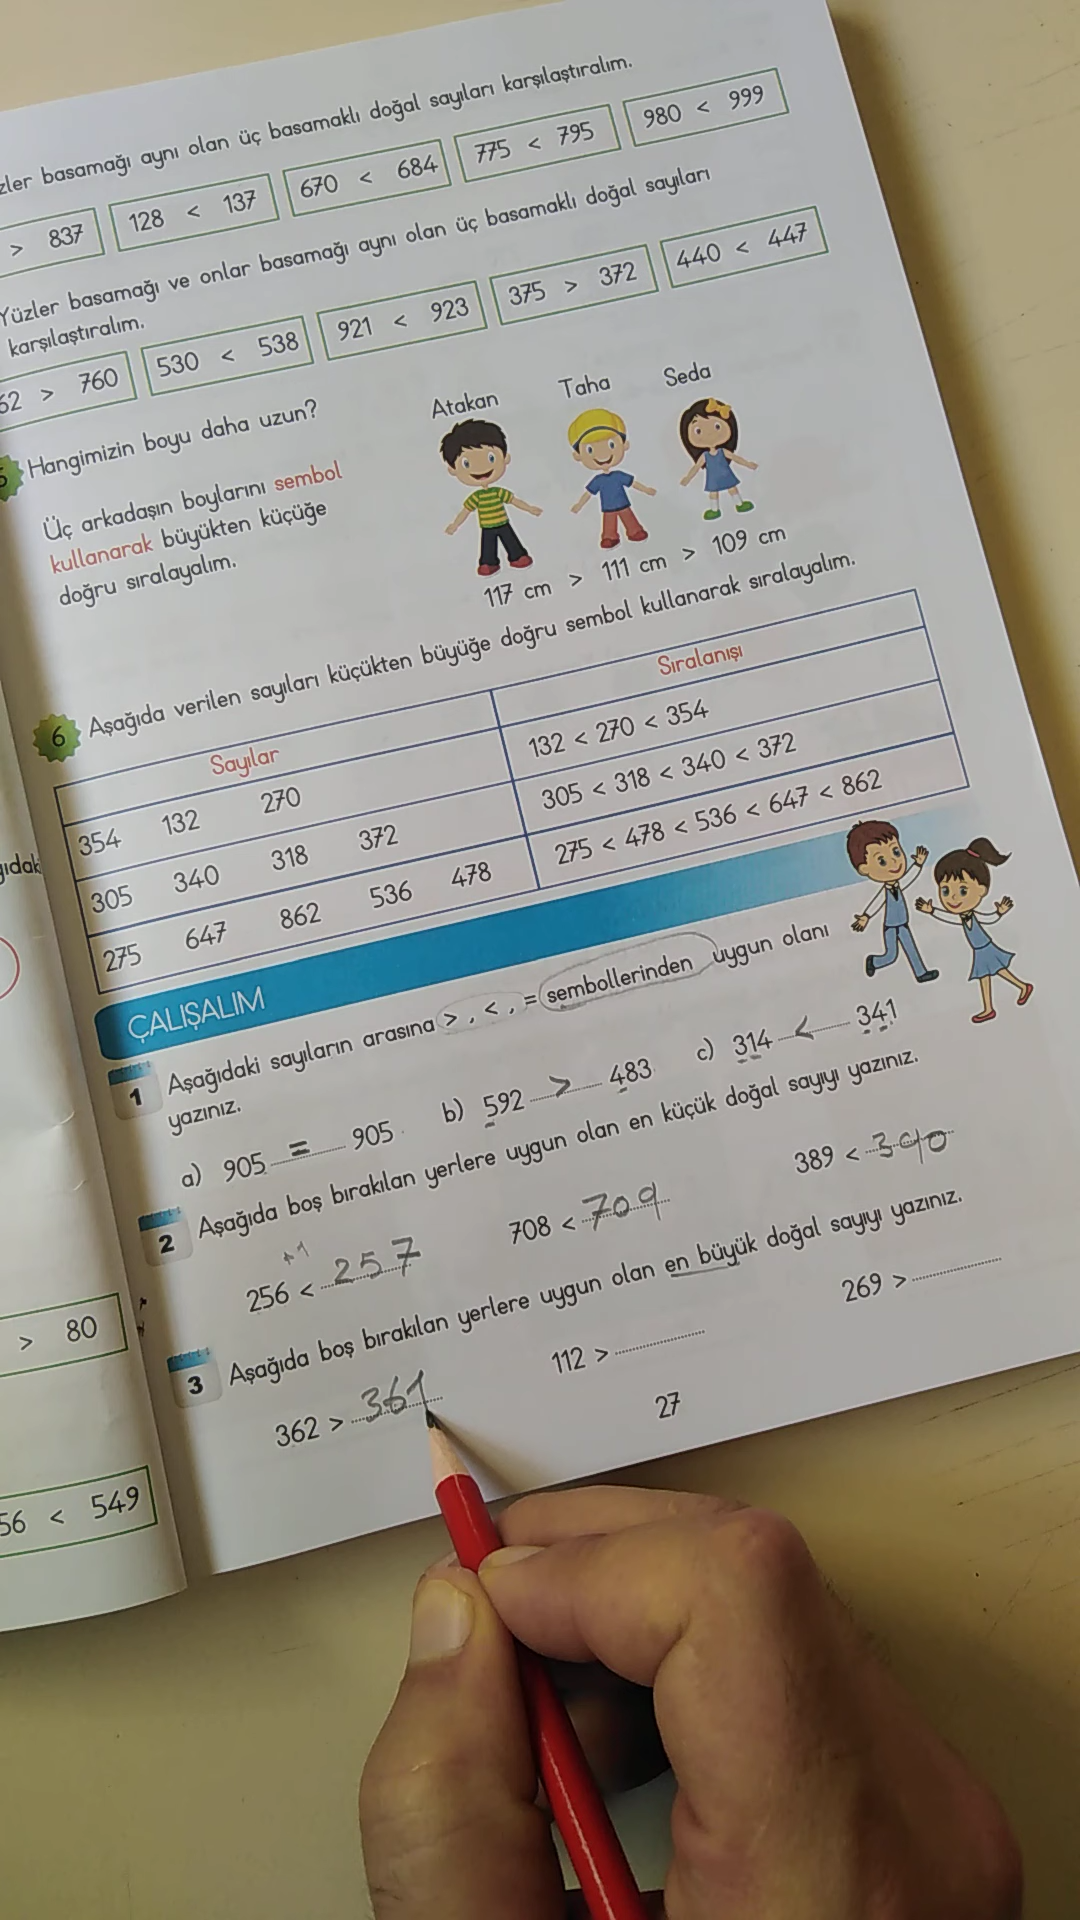 basamağı aynı olan üç basamaklı doğal sayıları karşılaştıralım.
> 837 128 < 137 670 < 684 775 < 795 980 < 999
Yüzler basamağı ve onlar basamağı aynı olan üç basamaklı doğal sayıları
karşılaştıralım.
> 760 530 < 538 921 < 923 375 > 372 440 < 447
Hangimizin boyu daha uzun?
Atakan Taha Seda
Üç arkadaşın boylarını sembol
kullanarak büyükten küçüğe
doğru sıralayalım.
117 cm > 111 cm > 109 cm
6 Aşağıda verilen sayıları küçükten büyüğe doğru sembol kullanarak sıralayalım.
Sayılar Sıralanışı
354 132 270 132 < 270 < 354
305 340 318 372 305 < 318 < 340 < 372
275 647 862 536 478 275 < 478 < 536 < 647 < 862
ÇALIŞALIM
1 Aşağıdaki sayıların arasına > , < , = sembollerinden uygun olanı
yazınız.
a) 905 = 905 b) 592 > 483 c) 314 < 341
2 Aşağıda boş bırakılan yerlere uygun olan en küçük doğal sayıyı yazınız.
+1
256 < 257 708 < 709 389 < 390
3 Aşağıda boş bırakılan yerlere uygun olan en büyük doğal sayıyı yazınız.
362 > 361 112 > 269 >
27
> 80
< 549